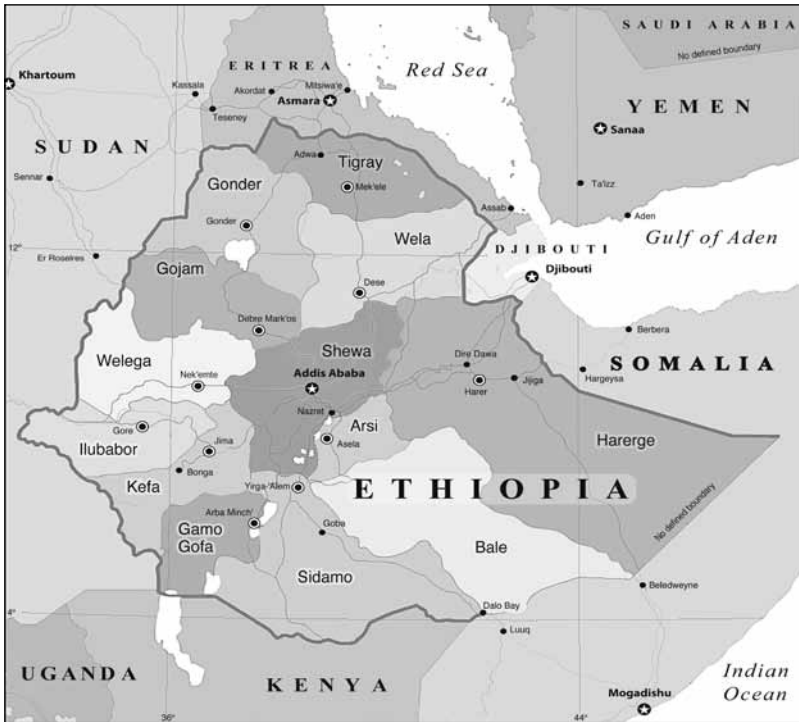 SAUDI ARABIA
No defined boundary
Red Sea
ERITREA
Khartoum
Kassala
Akordat
Mitsiwa'e
Asmara
Teseney
YEMEN
Sanaa
SUDAN
Adwa
Tigray
Sennar
Gonder
Mek'ele
Ta'izz
Assab
Aden
Gonder
Wela
DJIBOUTI
Gulf of Aden
12°
Er Roseires
Gojam
Djibouti
Dese
Debre Mark'os
Berbera
Shewa
Welega
Dire Dawa
SOMALIA
Nek'emte
Addis Ababa
Hargeysa
Harer
Jijiga
Nazret
Arsi
Gore
Ilubabor
Jima
Asela
Harerge
Bonga
Kefa
Yirga-'Alem
ETHIOPIA
Arba Minch'
Gamo
Gofa
Goba
No defined boundary
Bale
Sidamo
Beledweyne
4°
Dalo Bay
Luuq
UGANDA
KENYA
Indian
Ocean
Mogadishu
36°
44°